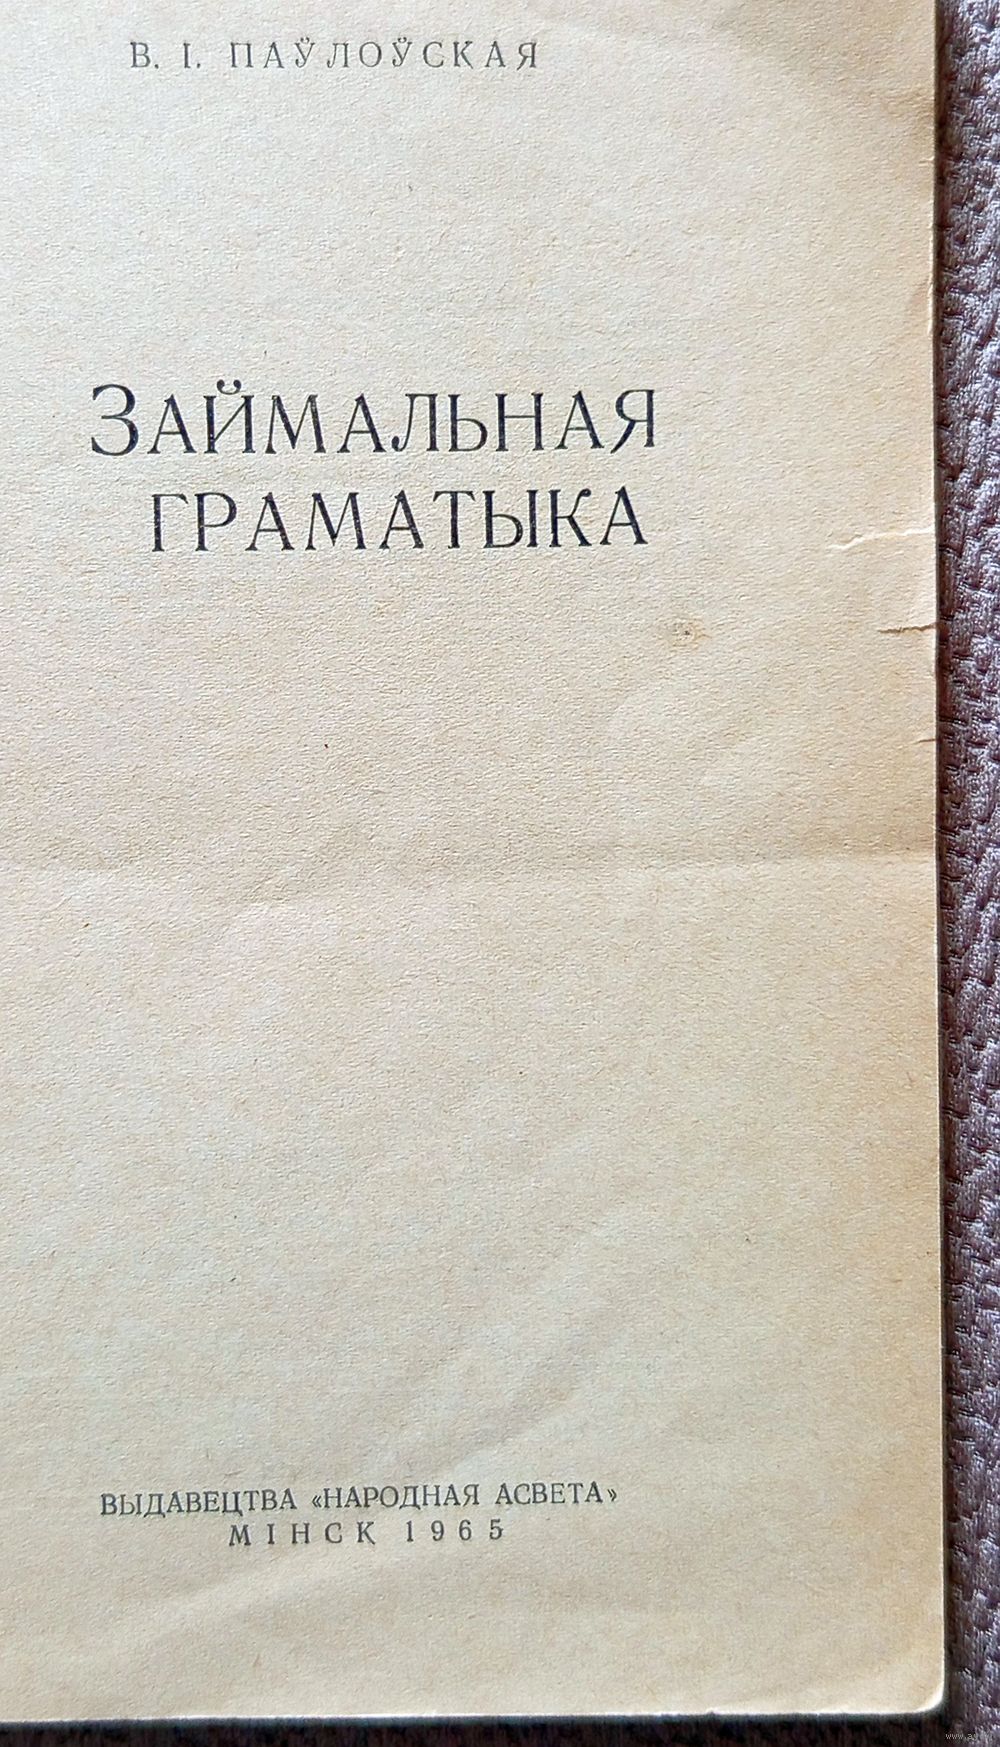 В. І. ПАЎЛОЎСКАЯ
ЗАЙМАЛЬНАЯ
ГРАМАТЫКА
ВЫДАВЕЦТВА «НАРОДНАЯ АСВЕТА»
МІНСК 1965